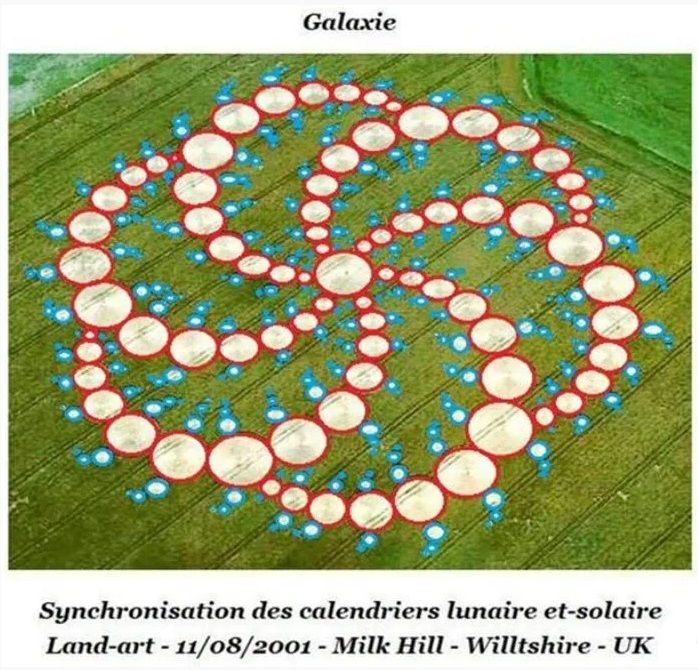 Galaxie
Synchronisation des calendriers lunaire et-solaire
Land-art - 11/08/2001 - Milk Hill - Willtshire - UK